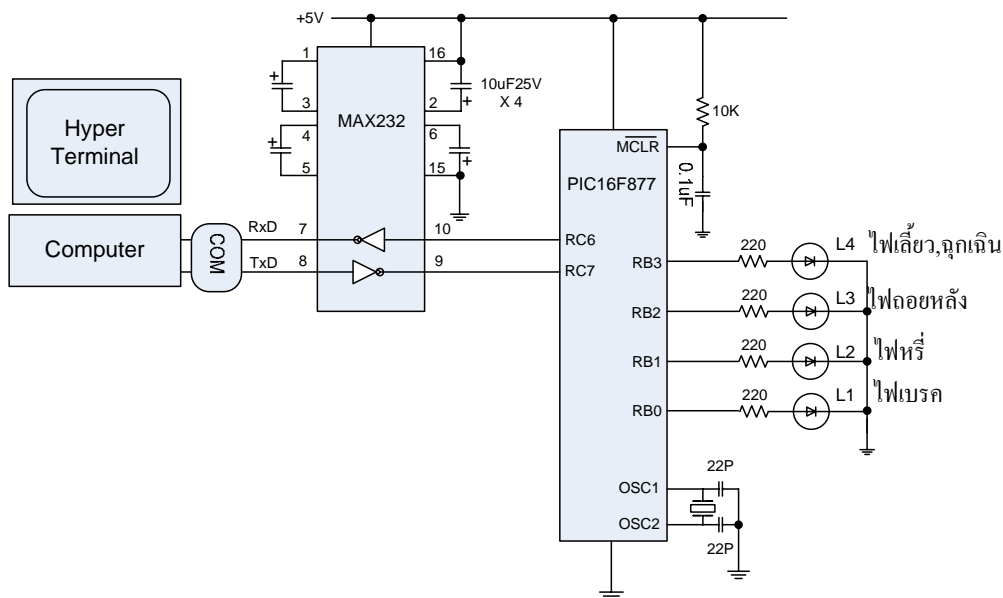 +5V
1
16
10uF25V
X 4
3
2
MAX232
4
6
5
15
Hyper
Terminal
Computer
COM
RxD
7
10
TxD
8
9
10K
MCLR
0.1uF
PIC16F877
RC6
RC7
RB3
220
L4
ไฟเลี้ยว,ฉุกเฉิน
RB2
220
L3
ไฟถอยหลัง
RB1
220
L2
ไฟหรี่
RB0
220
L1
ไฟเบรค
OSC1
22P
OSC2
22P